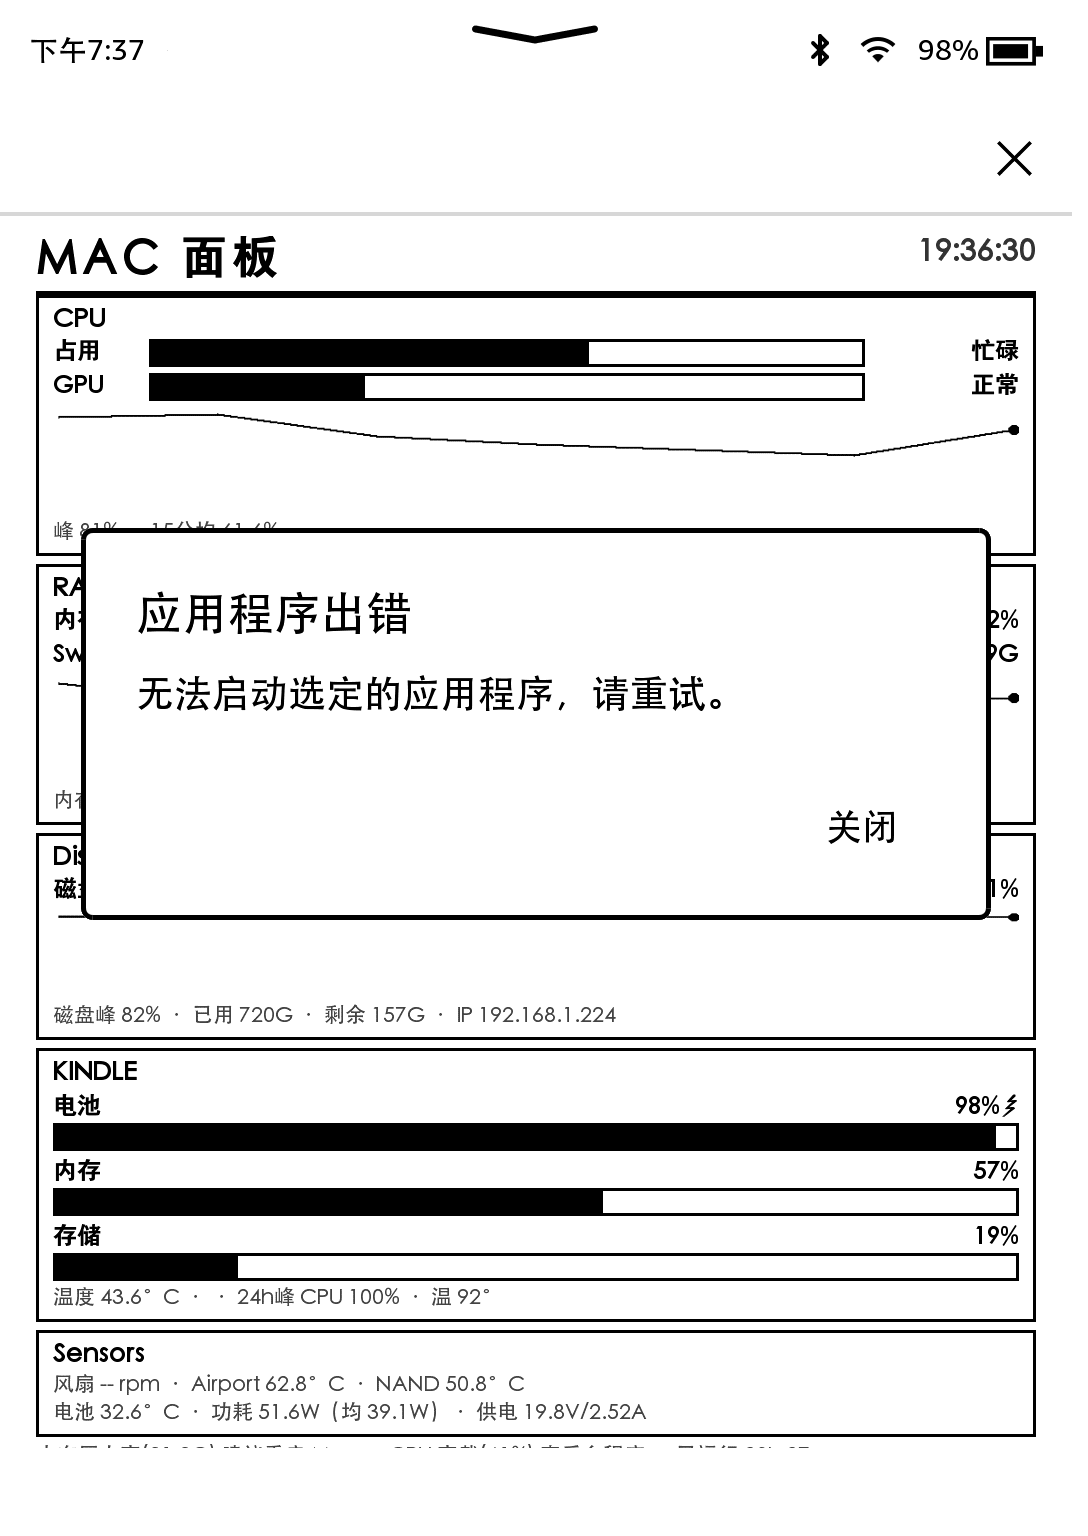 下午7:37
98%
MAC 面板
19:36:30
CPU
占用 忙碌
GPU 正常
应用程序出错
无法启动选定的应用程序，请重试。
关闭
2%
1%
磁盘峰 82% · 已用 720G · 剩余 157G · IP 192.168.1.224
KINDLE
电池 98%
内存 57%
存储 19%
温度 43.6° C · · 24h峰 CPU 100% · 温 92°
Sensors
风扇 -- rpm · Airport 62.8° C · NAND 50.8° C
电池 32.6° C · 功耗 51.6W（均 39.1W） · 供电 19.8V/2.52A